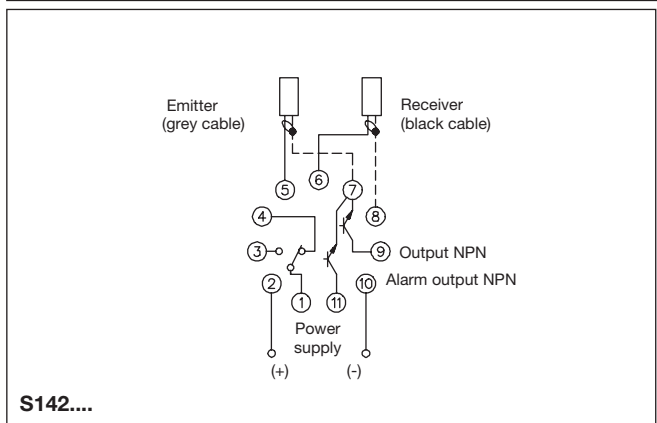 Emitter
(grey cable)
Receiver
(black cable)
5
6
7
8
4
3
9 Output NPN
2
1
11
10 Alarm output NPN
Power
supply
(+)
(-)
S142....